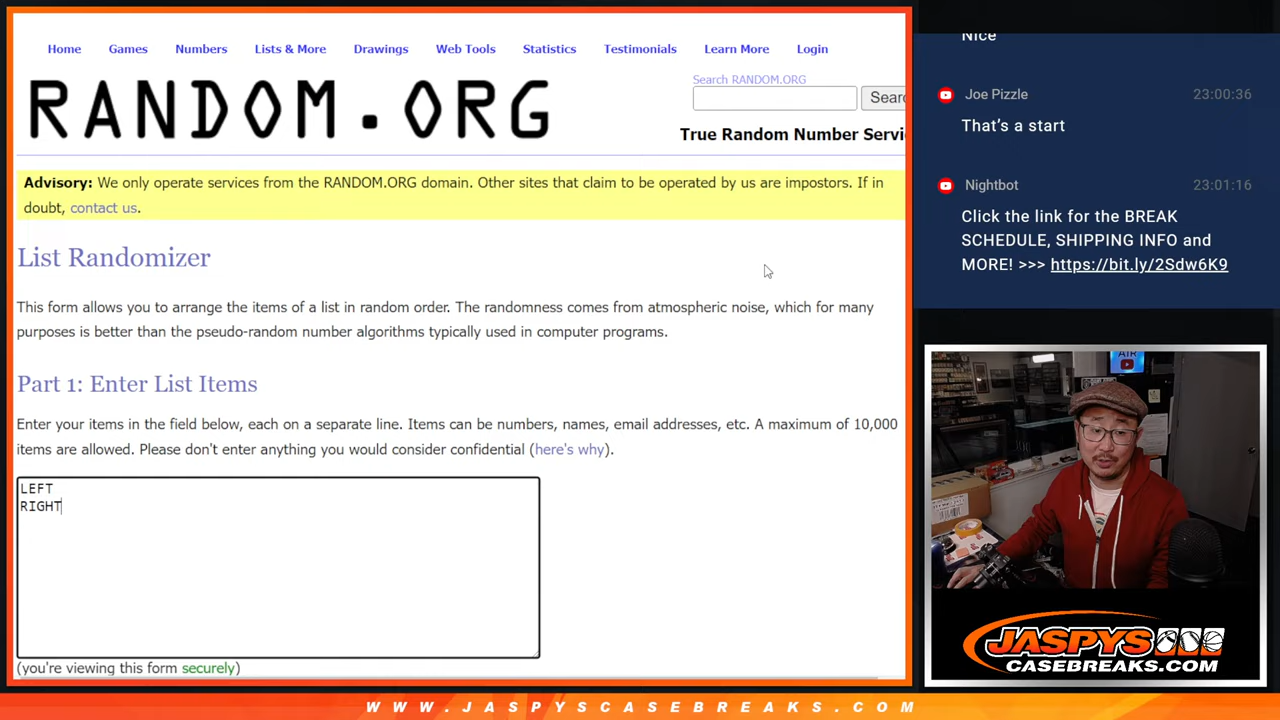 Home Games Numbers Lists & More Drawings Web Tools Statistics Testimonials Learn More Login
RANDOM.ORG
Search RANDOM.ORG
Sear
True Random Number Servi
Advisory: We only operate services from the RANDOM.ORG domain. Other sites that claim to be operated by us are impostors. If in
doubt, contact us.
List Randomizer
This form allows you to arrange the items of a list in random order. The randomness comes from atmospheric noise, which for many
purposes is better than the pseudo-random number algorithms typically used in computer programs.
Part 1: Enter List Items
Enter your items in the field below, each on a separate line. Items can be numbers, names, email addresses, etc. A maximum of 10,000
items are allowed. Please don't enter anything you would consider confidential (here's why).
LEFT
RIGHT
(you're viewing this form securely)
Nice
Joe Pizzle 23:00:36
That's a start
Nightbot 23:01:16
Click the link for the BREAK
SCHEDULE, SHIPPING INFO and
MORE! >>> https://bit.ly/2Sdw6K9
AIR
JASPYS
CASEBREAKS.COM
WWW.JASPYSCASEBREAKS.COM